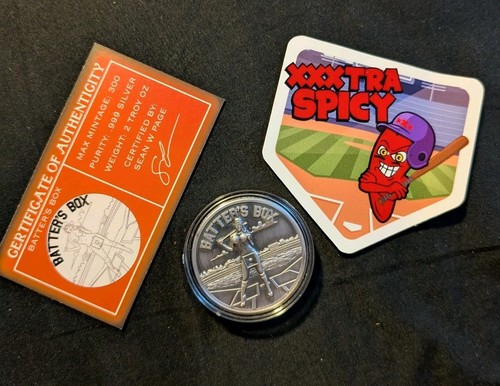 CERTIFICATE OF AUTHENTICITY
BATTER'S BOX
MAX MINTAGE: 300
PURITY: .999 SILVER
WEIGHT: 2 TROY OZ
CERTIFIED BY:
SEAN W PAGE
BATTER'S BOX
BATTER'S BOX
XXXTRA
SPICY